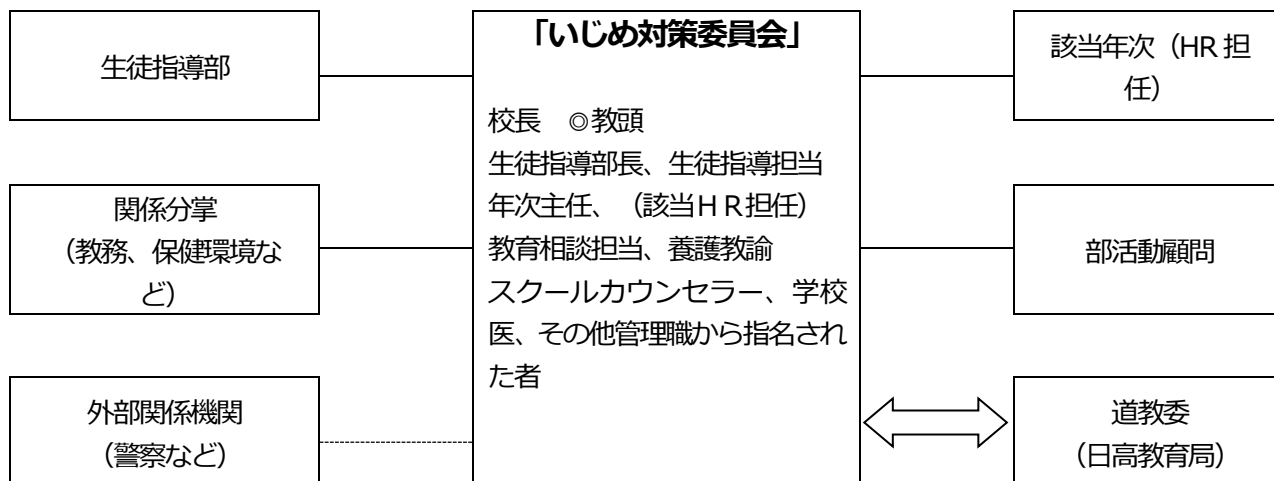 「いじめ対策委員会」
校長　◎教頭
生徒指導部長、生徒指導担当
年次主任、（該当ＨＲ担任）
教育相談担当、養護教諭
スクールカウンセラー、学校
医、その他管理職から指名され
た者
生徒指導部
関係分掌
（教務、保健環境な
ど）
外部関係機関
（警察など）
該当年次（HR 担
任）
部活動顧問
道教委
（日高教育局）